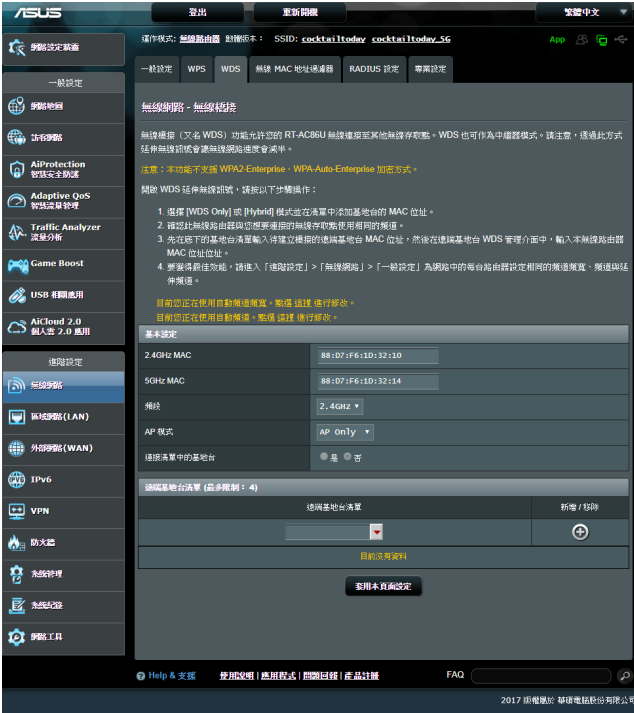 ASUS
登出
重新開機
繁體中文
運作模式: 無線路由器 韌體版本: SSID: cocktailtoday cocktailtoday_5G
App
網路設定精靈
一般設定 WPS WDS 無線 MAC 地址過濾器 RADIUS 設定 專業設定
一般設定
網路地圖
訪客網路
AiProtection
智慧安全防護
Adaptive QoS
智慧流量管理
Traffic Analyzer
流量分析
Game Boost
USB 相關應用
AiCloud 2.0
個人雲 2.0 應用
進階設定
無線網路
區域網路(LAN)
外部網路(WAN)
IPv6
VPN
防火牆
系統管理
系統記錄
網路工具
無線網路 - 無線橋接
無線橋接（又名 WDS）功能允許您的 RT-AC86U 無線連接至其他無線存取點。WDS 也可作為中繼器模式。請注意，透過此方式
延伸無線訊號會讓無線網路速度會減半。
注意：本功能不支援 WPA2-Enterprise、WPA-Auto-Enterprise 加密方式。
開啟 WDS 延伸無線訊號，請按以下步驟操作：
1. 選擇 [WDS Only] 或 [Hybrid] 模式並在清單中添加基地台的 MAC 位址。
2. 確認此無線路由器與您想要連接的無線存取點使用相同的頻道。
3. 先在底下的基地台清單輸入待建立橋接的遠端基地台 MAC 位址，然後在遠端基地台 WDS 管理介面中，輸入本無線路由器
MAC 位址位址。
4. 要獲得最佳效能，請進入「進階設定」>「無線網路」>「一般設定」為網路中的每台路由器設定相同的頻道頻寬、頻道與延
伸頻道。
目前您正在使用自動頻道頻寬。點選 這裡 進行修改。
目前您正在使用自動頻道。點選 這裡 進行修改。
基本設定
2.4GHz MAC 88:D7:F6:1D:32:10
5GHz MAC 88:D7:F6:1D:32:14
頻段 2.4GHz
AP 模式 AP Only
連接清單中的基地台 是 否
遠端基地台清單 (最多限制：4)
遠端基地台清單 新增 / 移除
目前沒有資料
套用本頁面設定
Help & 支援 使用說明 | 應用程式 | 問題回報 | 產品註冊 FAQ
2017 版權屬於 華碩電腦股份有限公司